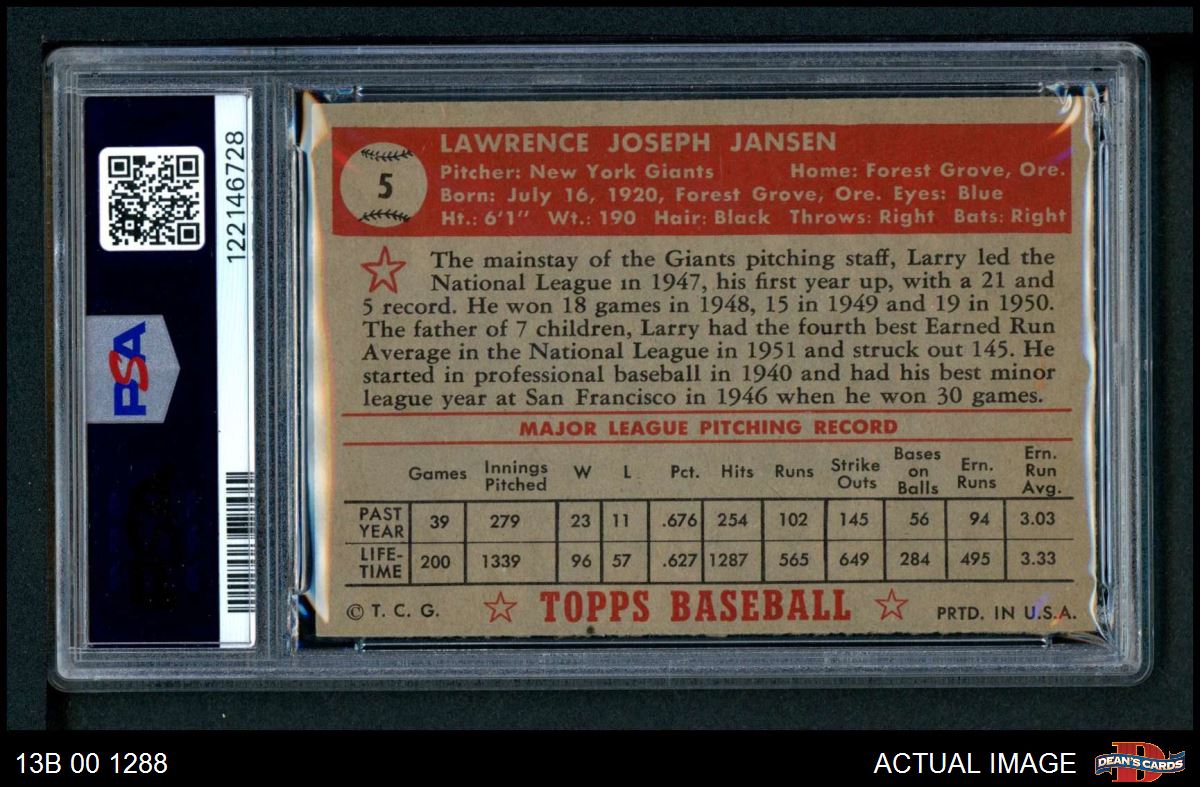 122146728
PSA
5
LAWRENCE JOSEPH JANSEN
Pitcher: New York Giants Home: Forest Grove, Ore.
Born: July 16, 1920, Forest Grove, Ore. Eyes: Blue
Ht.: 6'1" Wt.: 190 Hair: Black Throws: Right Bats: Right
The mainstay of the Giants pitching staff, Larry led the
National League in 1947, his first year up, with a 21 and
5 record. He won 18 games in 1948, 15 in 1949 and 19 in 1950.
The father of 7 children, Larry had the fourth best Earned Run
Average in the National League in 1951 and struck out 145. He
started in professional baseball in 1940 and had his best minor
league year at San Francisco in 1946 when he won 30 games.
MAJOR LEAGUE PITCHING RECORD
Games Innings Pitched W L Pct. Hits Runs Strike Outs Bases on Balls Ern. Runs Ern. Run Avg.
PAST YEAR 39 279 23 11 .676 254 102 145 56 94 3.03
LIFE-TIME 200 1339 96 57 .627 1287 565 649 284 495 3.33
© T. C. G. TOPPS BASEBALL PRTD. IN U.S.A.
13B 00 1288 ACTUAL IMAGE DEAN'S CARDS